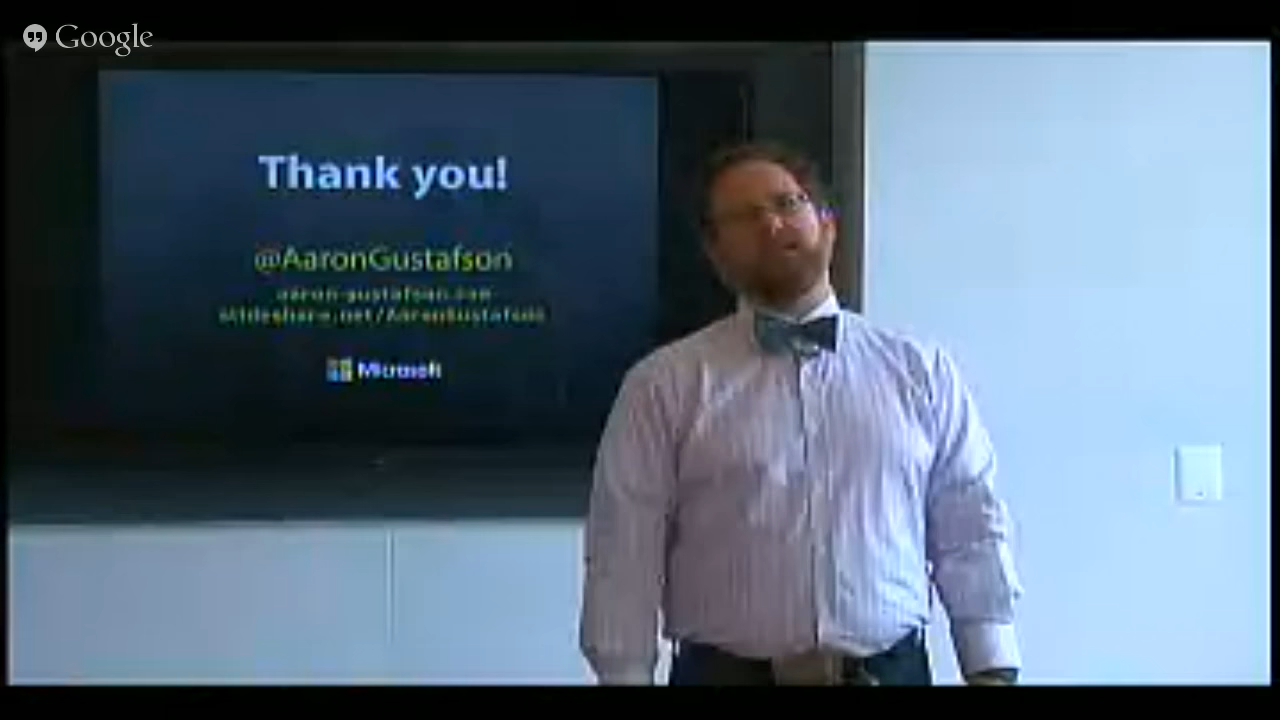 Google
Thank you!
@AaronGustafson
aaron-gustafson.com
slideshare.net/AaronGustafson
Microsoft